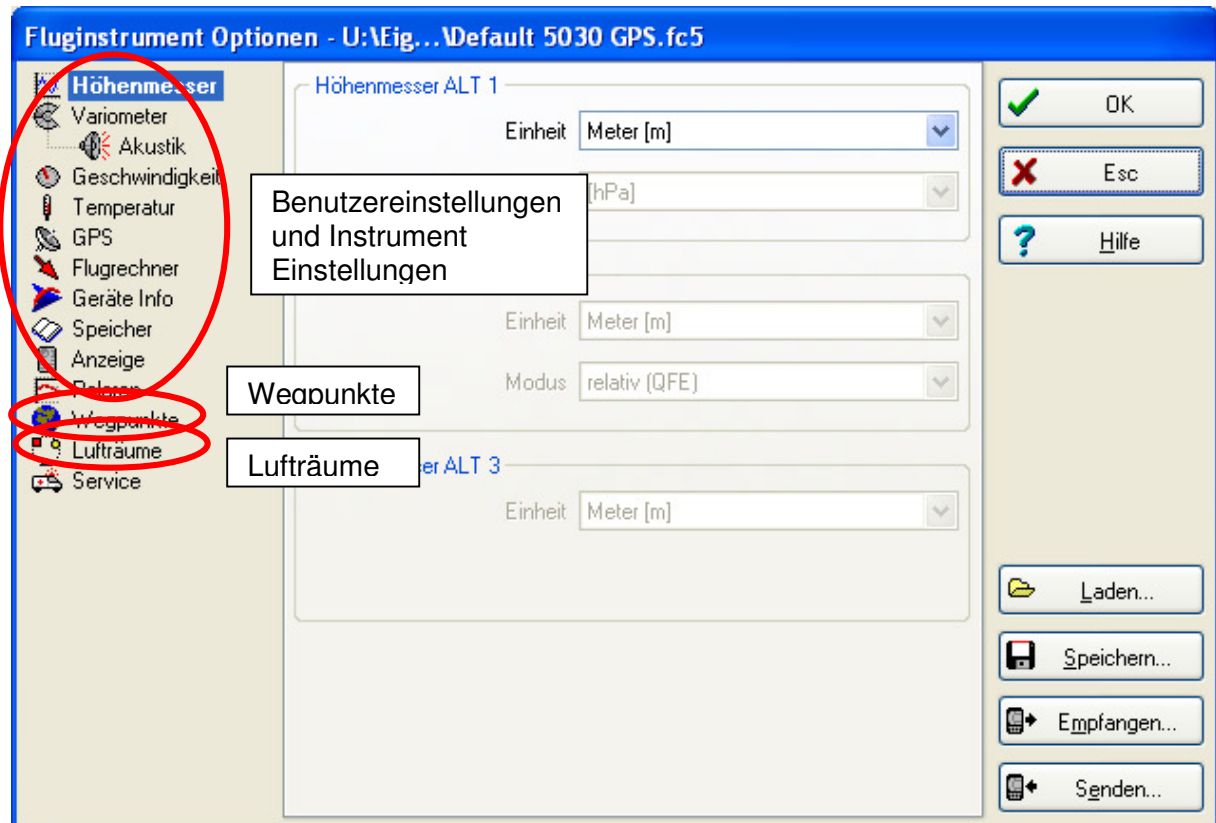 Fluginstrument Optionen - U:\Eig...\Default 5030 GPS.fc5
Höhenmesser
Variometer
Akustik
Geschwindigkeit
Temperatur
GPS
Flugrechner
Geräte Info
Speicher
Anzeige
Polaren
Wegpunkte
Lufträume
Service
Benutzereinstellungen
und Instrument
Einstellungen
Wegpunkte
Lufträume
Höhenmesser ALT 1
Einheit Meter [m]
[hPa]
Einheit Meter [m]
Modus relativ (QFE)
er ALT 3
Einheit Meter [m]
OK
Esc
Hilfe
Laden...
Speichern...
Empfangen...
Senden...